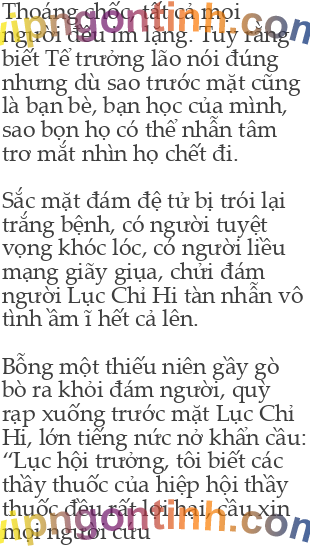 Thoáng chốc, tất cả mọi
người đều im lặng. Tuy rằng
biết Tể trưởng lão nói đúng
nhưng dù sao trước mặt cũng
là bạn bè, bạn học của mình,
sao bọn họ có thể nhẫn tâm
trơ mắt nhìn họ chết đi.
Sắc mặt đám đệ tử bị trói lại
trắng bệnh, có người tuyệt
vọng khóc lóc, có người liều
mạng giãy giụa, chửi đám
người Lục Chỉ Hi tàn nhẫn vô
tình ầm ĩ hết cả lên.
Bỗng một thiếu niên gầy gò
bò ra khỏi đám người, quỳ
rạp xuống trước mặt Lục Chỉ
Hi, lớn tiếng nức nở khẩn cầu:
“Lục hội trưởng, tôi biết các
thầy thuốc của hiệp hội thầy
thuốc đều rất lợi hại, cầu xin
mọi người cứu
vipngontinh.com
vipngontinh.com